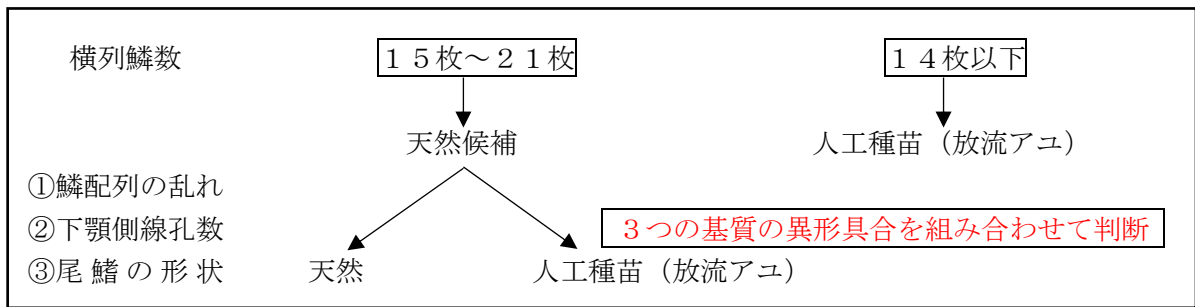 横列鱗数 １５枚～２１枚 １４枚以下
天然候補 人工種苗（放流アユ）
①鱗配列の乱れ
②下顎側線孔数 ３つの基質の異形具合を組み合わせて判断
③尾鰭の形状 天然 人工種苗（放流アユ）